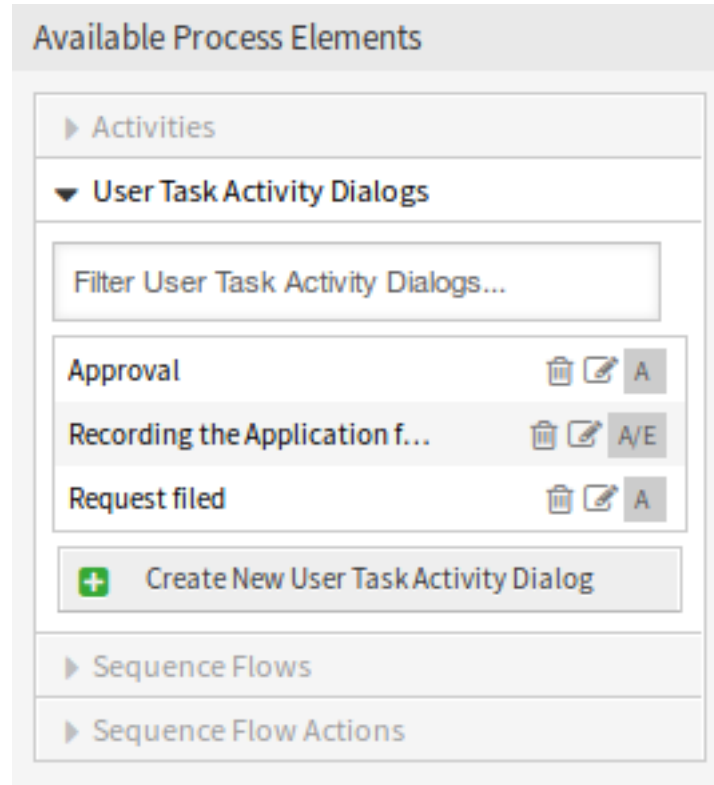 Available Process Elements
Activities
User Task Activity Dialogs
Filter User Task Activity Dialogs...
Approval A
Recording the Application f... A/E
Request filed A
Create New User Task Activity Dialog
Sequence Flows
Sequence Flow Actions